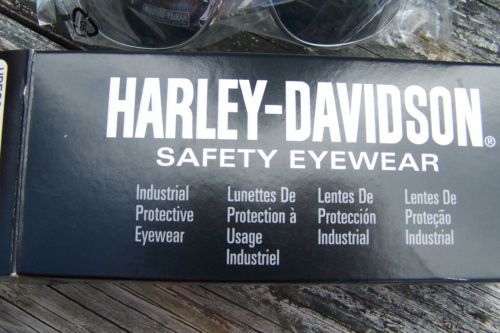 HARLEY-DAVIDSON®
SAFETY EYEWEAR
Industrial
Protective
Eyewear
Lunettes De
Protection à
Usage
Industriel
Lentes De
Protección
Industrial
Lentes De
Proteção
Industrial